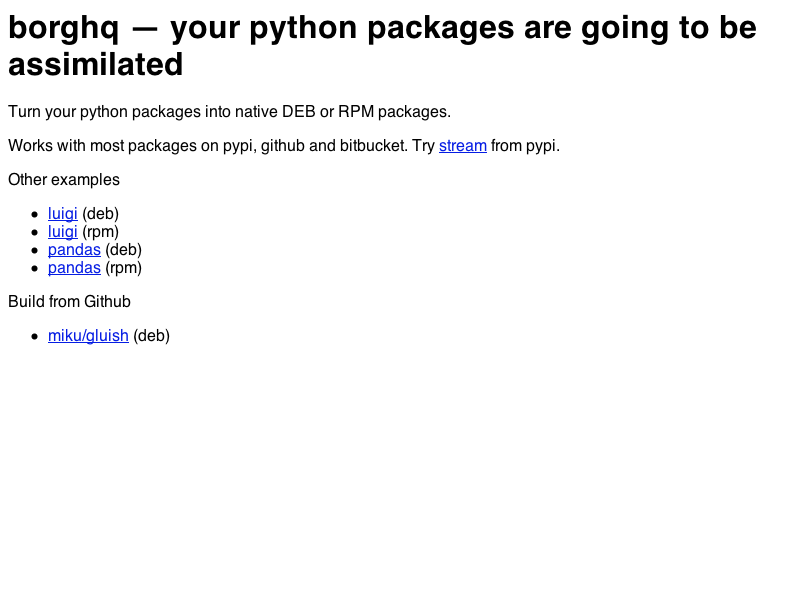 borghq — your python packages are going to be
assimilated
Turn your python packages into native DEB or RPM packages.
Works with most packages on pypi, github and bitbucket. Try stream from pypi.
Other examples
luigi (deb)
luigi (rpm)
pandas (deb)
pandas (rpm)
Build from Github
miku/gluish (deb)